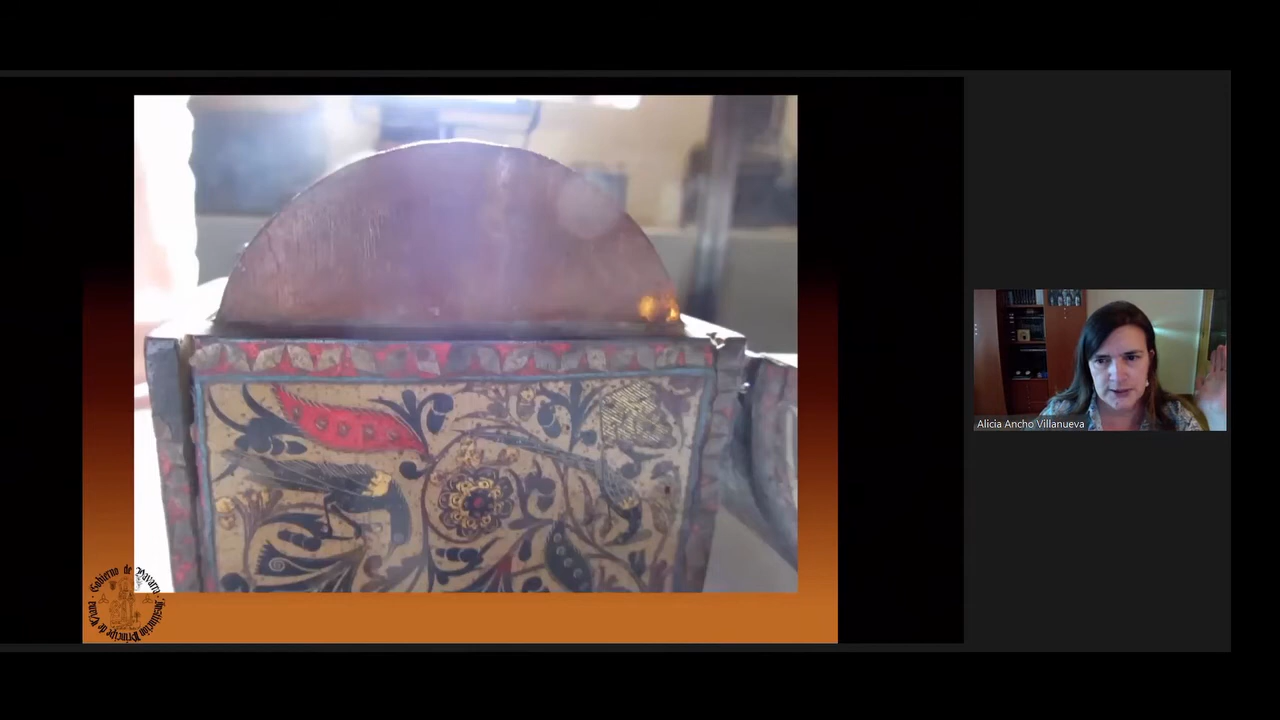 Alicia Ancho Villanueva
Gobierno de Navarra
Institución Príncipe de Viana